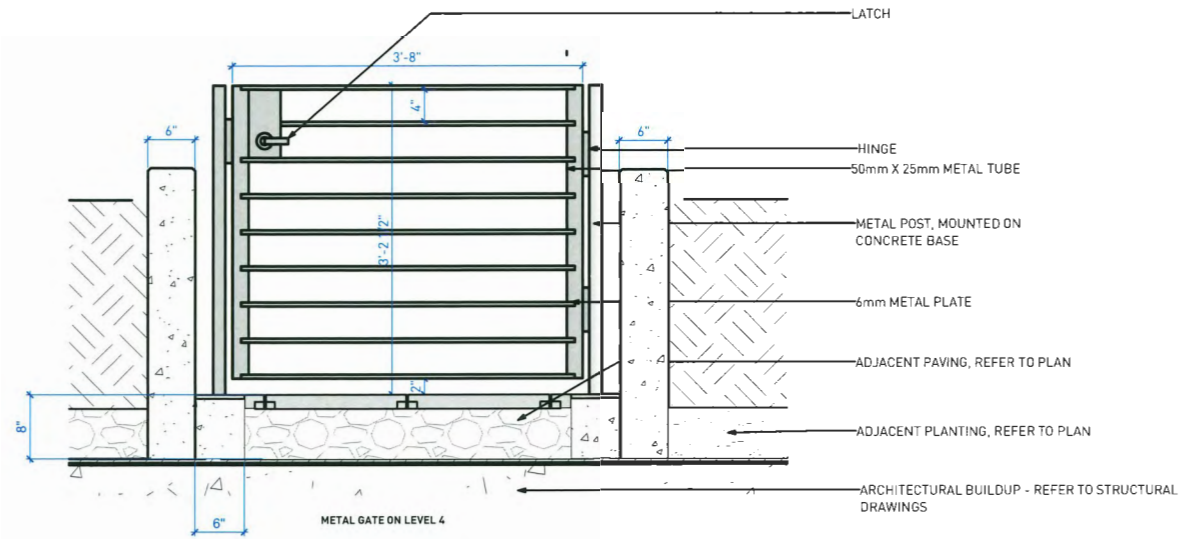 LATCH
3'-8"
4"
6"
6"
HINGE
50mm X 25mm METAL TUBE
METAL POST, MOUNTED ON
CONCRETE BASE
3'-2 1/2"
6mm METAL PLATE
ADJACENT PAVING, REFER TO PLAN
2"
8"
ADJACENT PLANTING, REFER TO PLAN
ARCHITECTURAL BUILDUP - REFER TO STRUCTURAL
DRAWINGS
6"
METAL GATE ON LEVEL 4